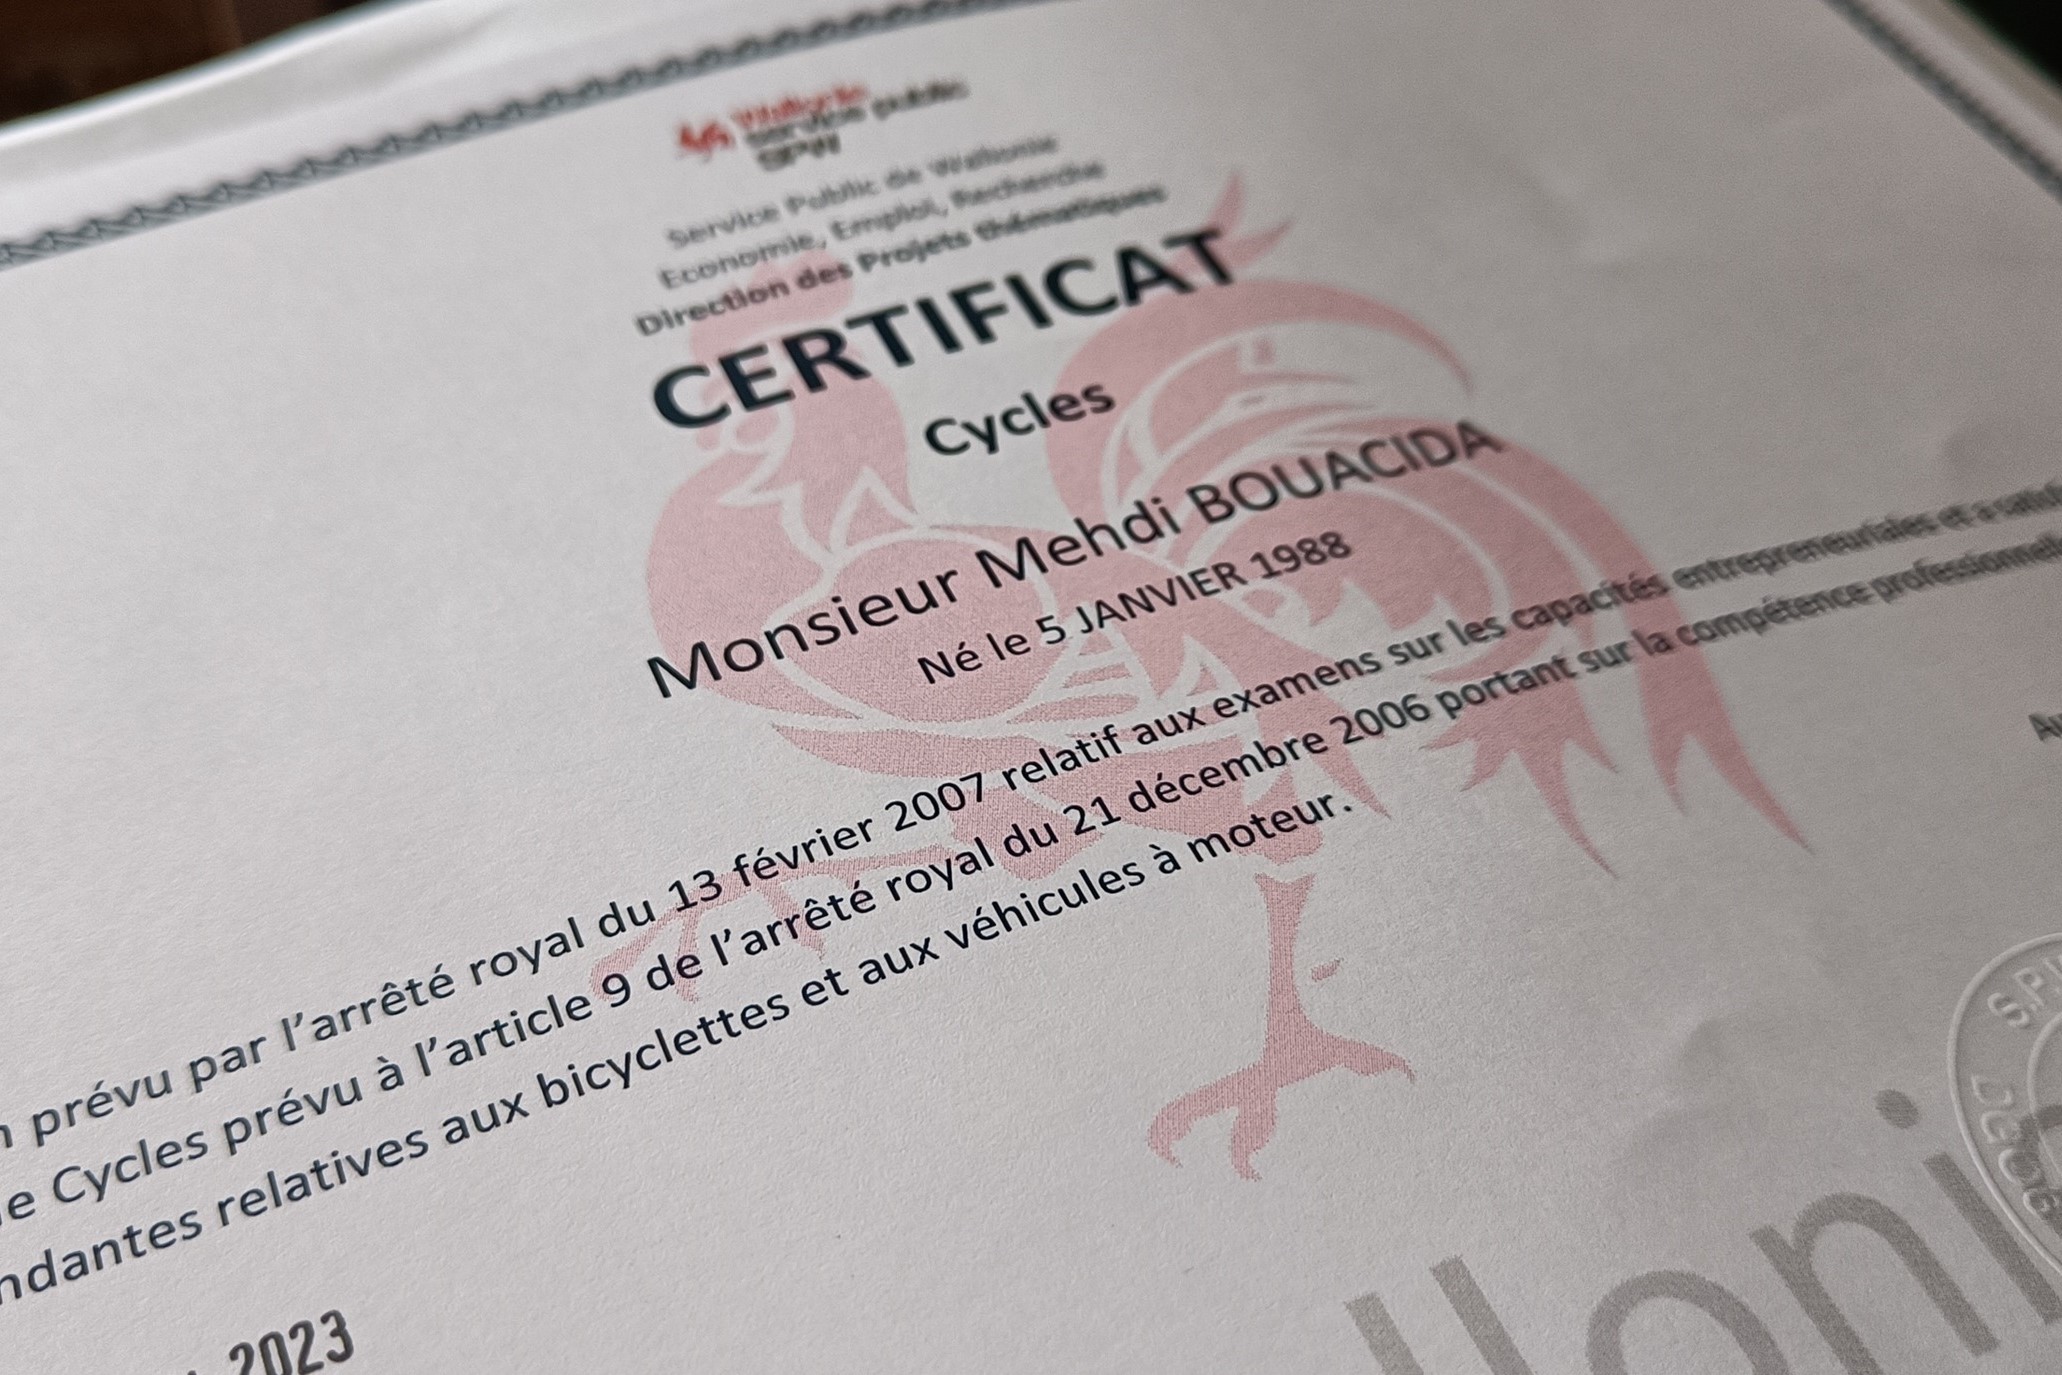 Wallonie
service public
SPW
Service Public de Wallonie
Economie, Emploi, Recherche
Direction des Projets thématiques
CERTIFICAT
Cycles
Monsieur Mehdi BOUACIDA
Né le 5 JANVIER 1988
prévu par l’arrêté royal du 13 février 2007 relatif aux examens sur les capacités entrepreneuriales et a
Cycles prévu à l’article 9 de l’arrêté royal du 21 décembre 2006 portant sur la compétence professionnelle
ndantes relatives aux bicyclettes et aux véhicules à moteur.
2023
lloni
S.P.W